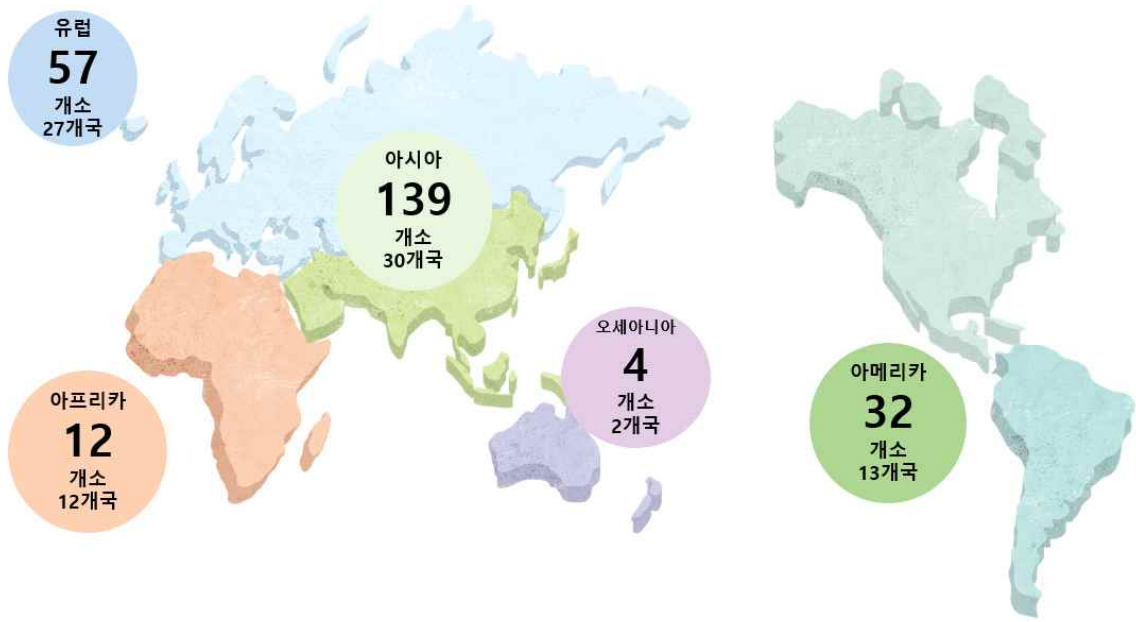 유럽
57
개소
27개국
아시아
139
개소
30개국
오세아니아
4
개소
2개국
아프리카
12
개소
12개국
아메리카
32
개소
13개국